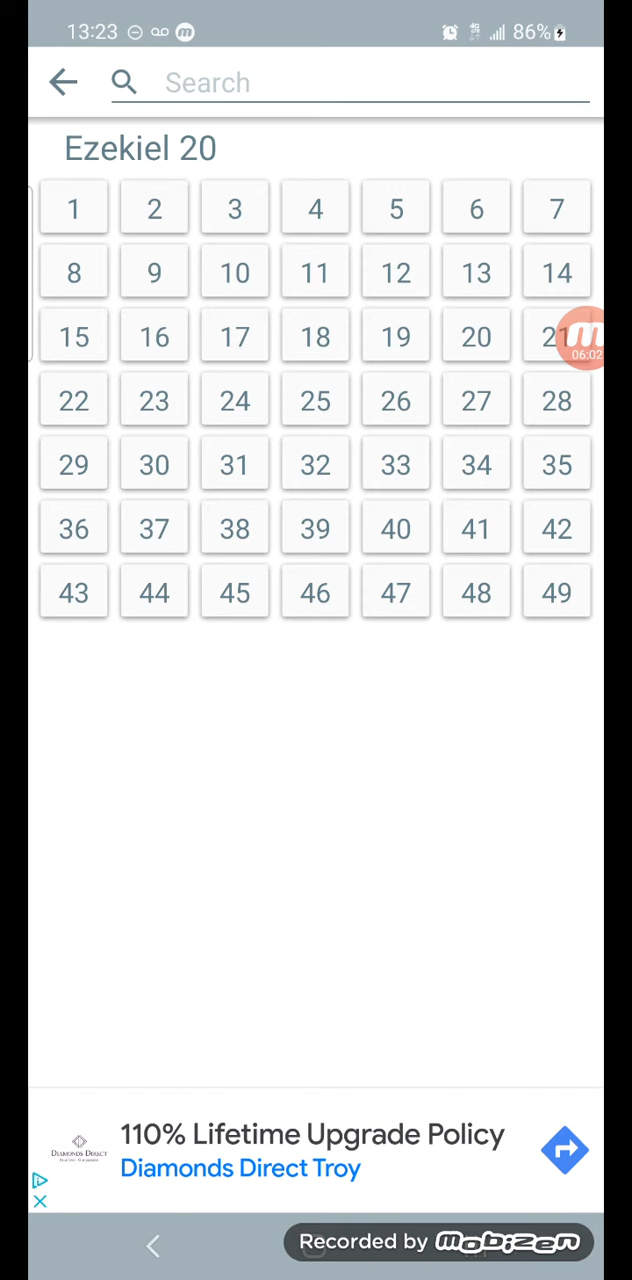 13:23 86%
Search
Ezekiel 20
1 2 3 4 5 6 7
8 9 10 11 12 13 14
15 16 17 18 19 20 21
06:02
22 23 24 25 26 27 28
29 30 31 32 33 34 35
36 37 38 39 40 41 42
43 44 45 46 47 48 49
110% Lifetime Upgrade Policy
DIAMONDS DIRECT
Diamonds Direct Troy
Recorded by mobizen